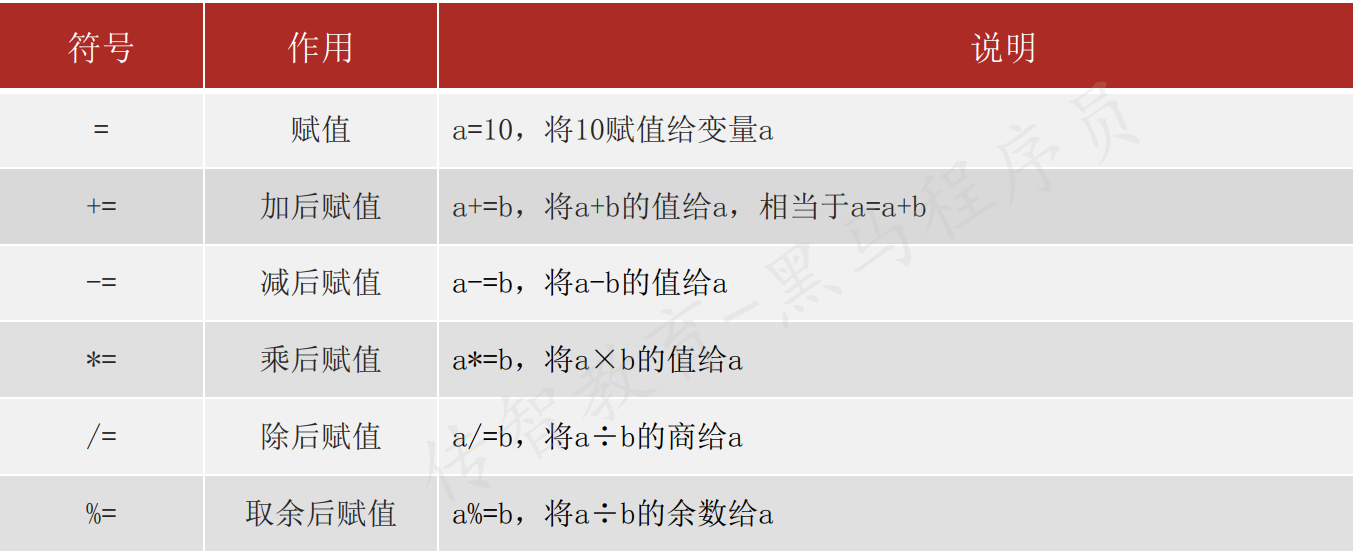 符号 作用 说明
= 赋值 a=10，将10赋值给变量a
+= 加后赋值 a+=b，将a+b的值给a，相当于a=a+b
-= 减后赋值 a-=b，将a-b的值给a
*= 乘后赋值 a*=b，将a×b的值给a
/= 除后赋值 a/=b，将a÷b的商给a
%= 取余后赋值 a%=b，将a÷b的余数给a
传智教育-黑马程序员